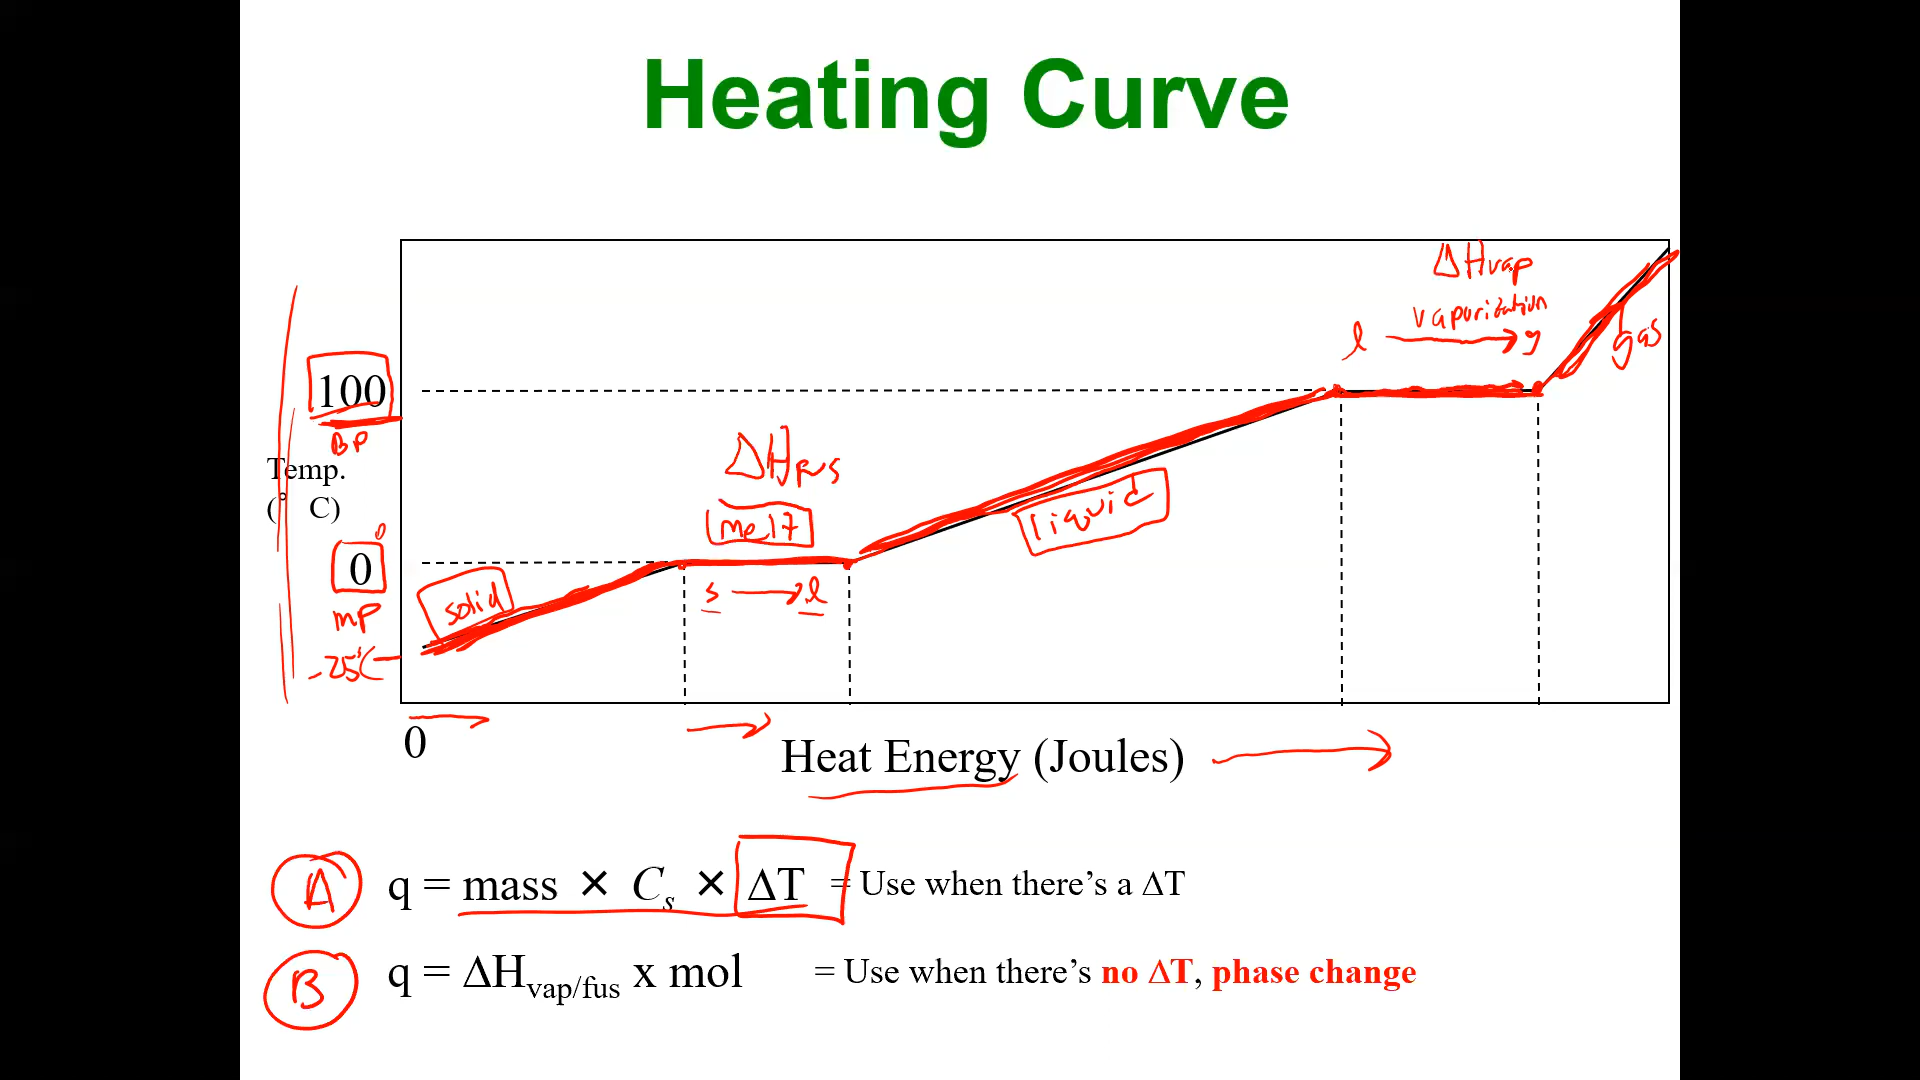 Heating Curve
ΔHvap
vaporization
l → g
gas
100
BP
ΔHfus
Temp.
(° C)
melt
liquid
0°
s → l
solid
mp
-25°C
0
Heat Energy (Joules)
A q = mass × Cs × ΔT = Use when there's a ΔT
B q = ΔHvap/fus x mol = Use when there's no ΔT, phase change